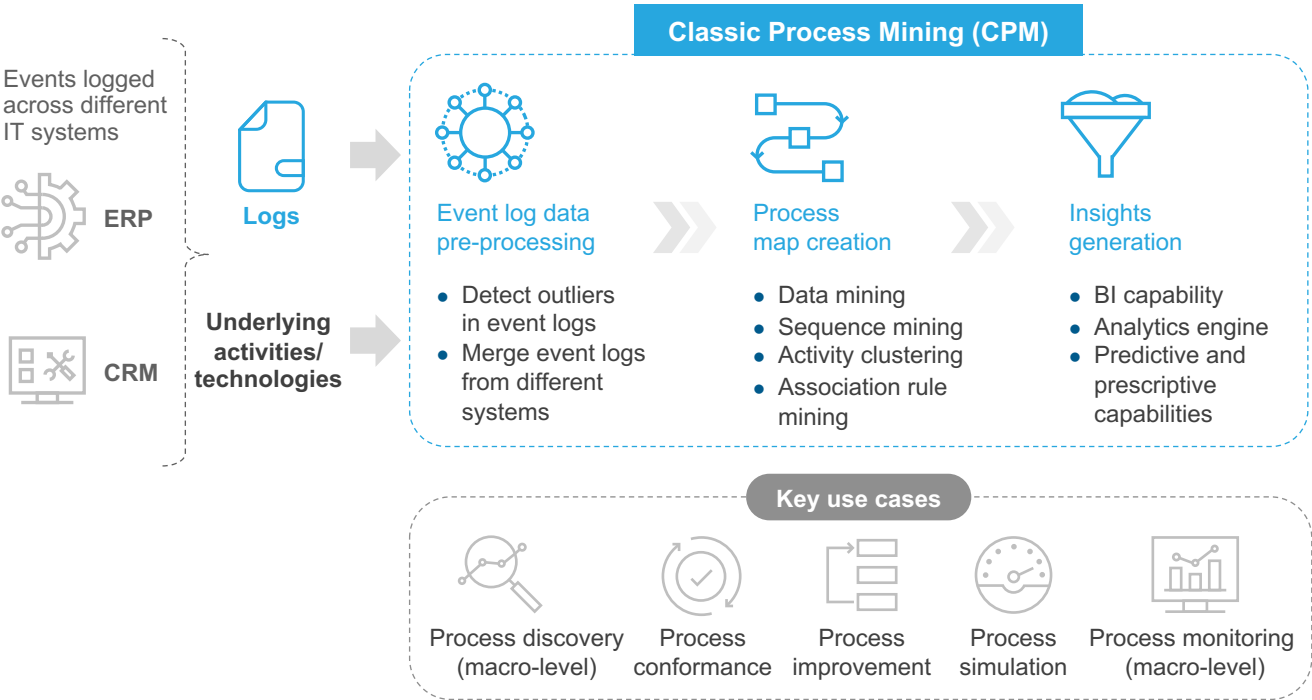 Classic Process Mining (CPM)
Events logged
across different
IT systems
ERP
CRM
Logs
Underlying
activities/
technologies
Event log data
pre-processing
• Detect outliers
in event logs
• Merge event logs
from different
systems
Process
map creation
• Data mining
• Sequence mining
• Activity clustering
• Association rule
mining
Insights
generation
• BI capability
• Analytics engine
• Predictive and
prescriptive
capabilities
Key use cases
Process discovery
(macro-level)
Process
conformance
Process
improvement
Process
simulation
Process monitoring
(macro-level)